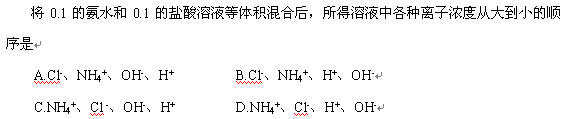 将 0.1 的氨水和 0.1 的盐酸溶液等体积混合后，所得溶液中各种离子浓度从大到小的顺
序是↵
A.Cl⁻、NH₄⁺、OH⁻、H⁺ B.Cl⁻、NH₄⁺、H⁺、OH⁻↵
C.NH₄⁺、Cl⁻、OH⁻、H⁺ D.NH₄⁺、Cl⁻、H⁺、OH⁻↵